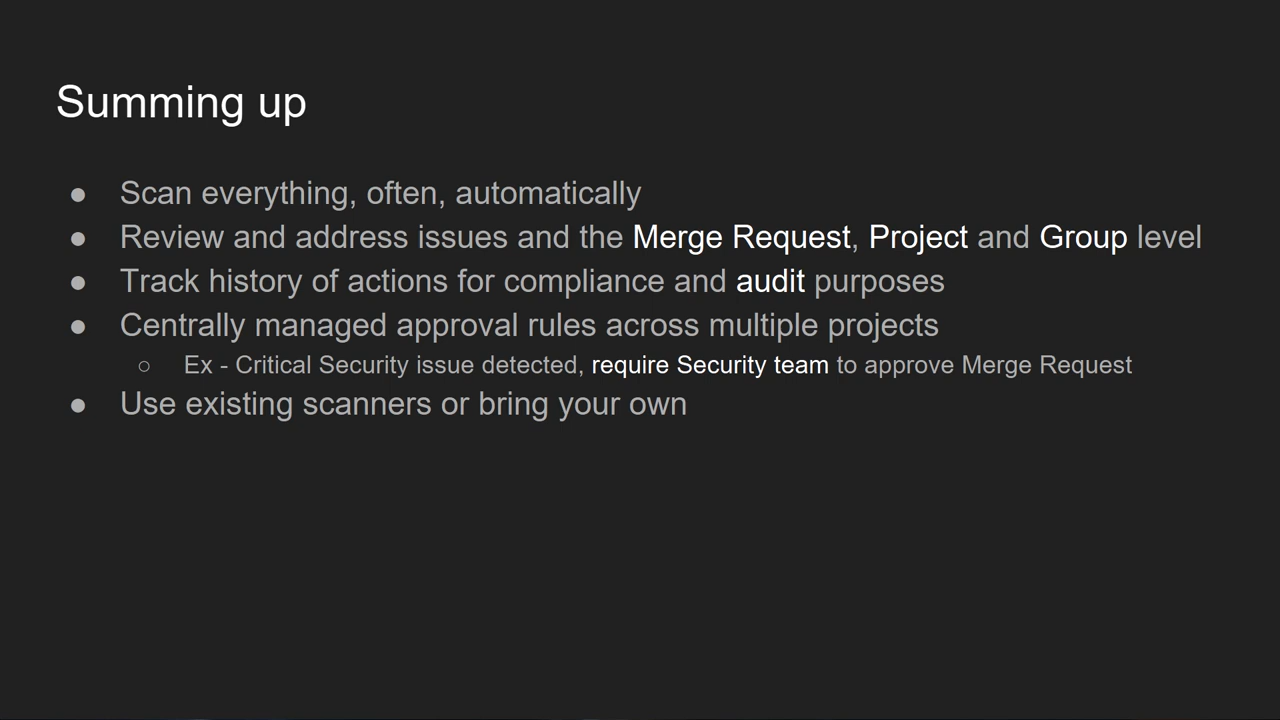 Summing up
● Scan everything, often, automatically
● Review and address issues and the Merge Request, Project and Group level
● Track history of actions for compliance and audit purposes
● Centrally managed approval rules across multiple projects
○ Ex - Critical Security issue detected, require Security team to approve Merge Request
● Use existing scanners or bring your own